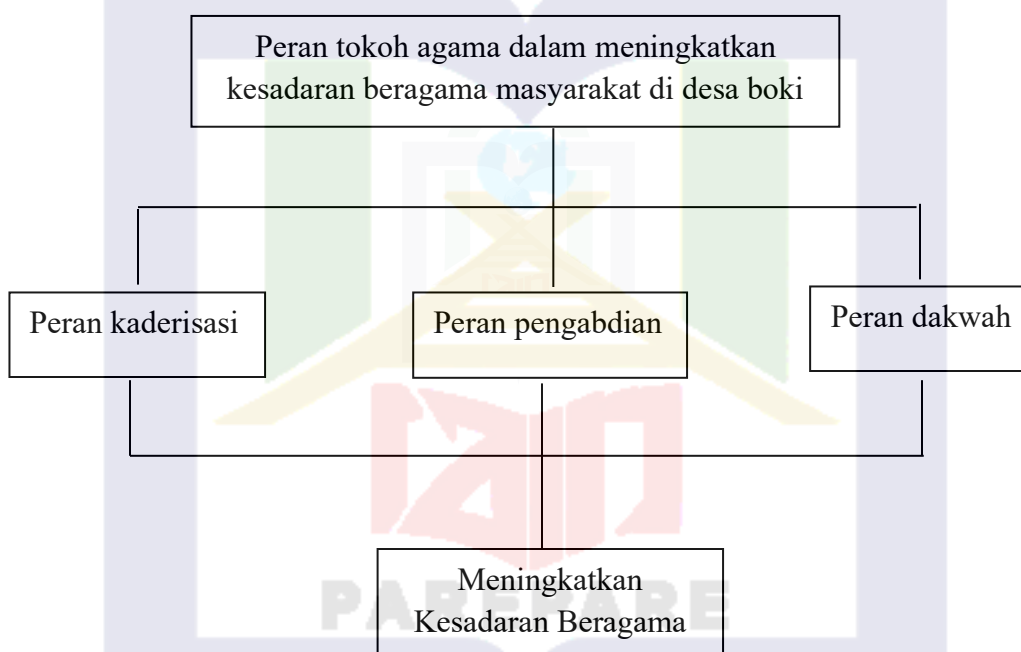 Peran tokoh agama dalam meningkatkan
kesadaran beragama masyarakat di desa boki
Peran kaderisasi
Peran pengabdian
Peran dakwah
Meningkatkan
Kesadaran Beragama
PAREPARE